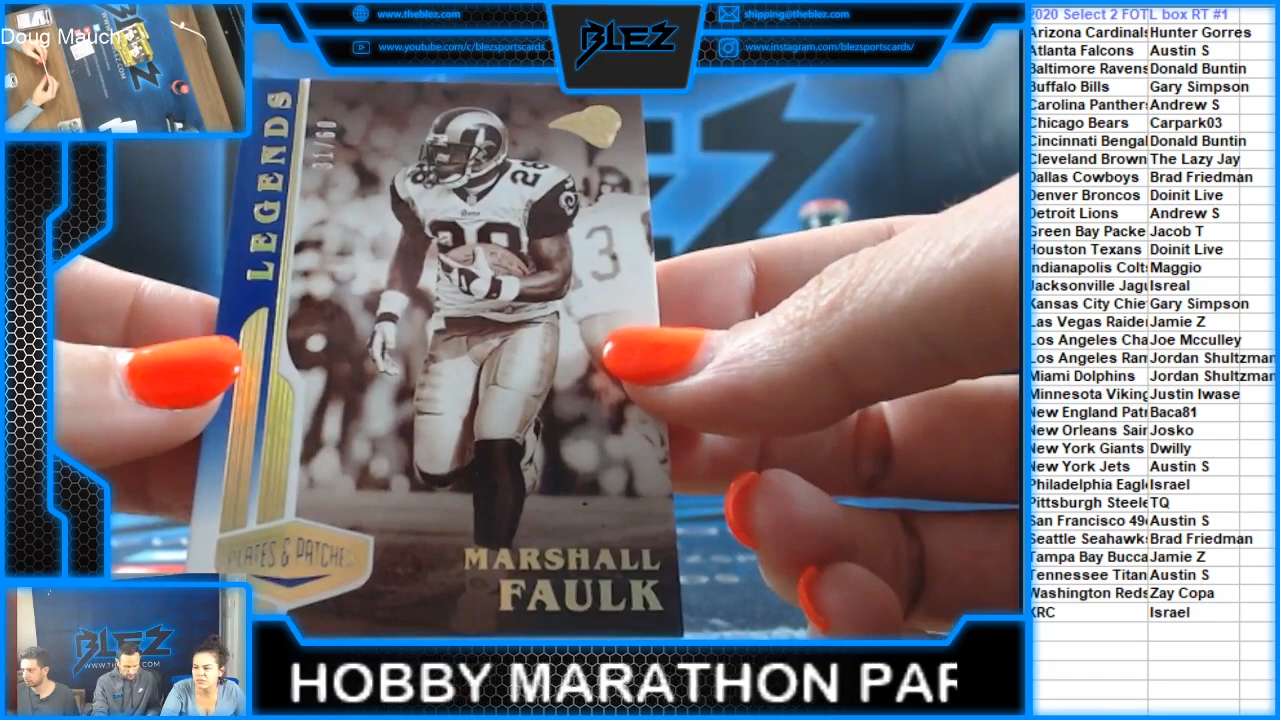 Doug Mauch
www.theblez.com
shipping@theblez.com
www.youtube.com/c/blezsportscards
www.instagram.com/blezsportscards/
BLEZ
LEGENDS
31/60
28
28
13
PLATES & PATCHES
MARSHALL
FAULK
BLEZ
HOBBY MARATHON PAR
2020 Select 2 FOTL box RT #1
Arizona Cardinals Hunter Gorres
Atlanta Falcons Austin S
Baltimore Ravens Donald Buntin
Buffalo Bills Gary Simpson
Carolina Panthers Andrew S
Chicago Bears Carpark03
Cincinnati Bengal Donald Buntin
Cleveland Brown The Lazy Jay
Dallas Cowboys Brad Friedman
Denver Broncos Doinit Live
Detroit Lions Andrew S
Green Bay Packe Jacob T
Houston Texans Doinit Live
Indianapolis Colts Maggio
Jacksonville Jagu Isreal
Kansas City Chie Gary Simpson
Las Vegas Raider Jamie Z
Los Angeles Cha Joe Mcculley
Los Angeles Ram Jordan Shultzman
Miami Dolphins Jordan Shultzman
Minnesota Viking Justin Iwase
New England Patr Baca81
New Orleans Sain Josko
New York Giants Dwilly
New York Jets Austin S
Philadelphia Eagle Israel
Pittsburgh Steele TQ
San Francisco 49 Austin S
Seattle Seahawks Brad Friedman
Tampa Bay Bucca Jamie Z
Tennessee Titan Austin S
Washington Reds Zay Copa
XRC Israel